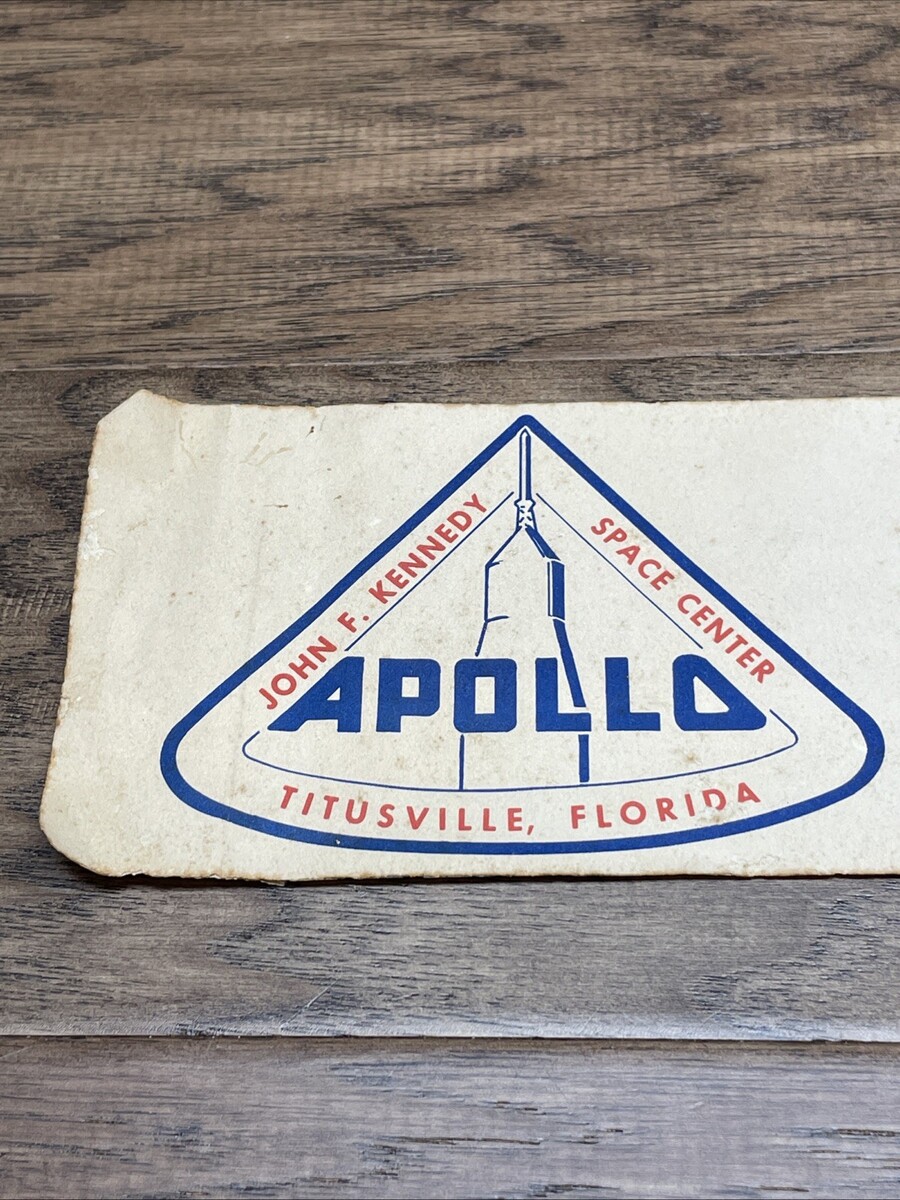 JOHN F. KENNEDY
SPACE CENTER
APOLLO
TITUSVILLE, FLORIDA